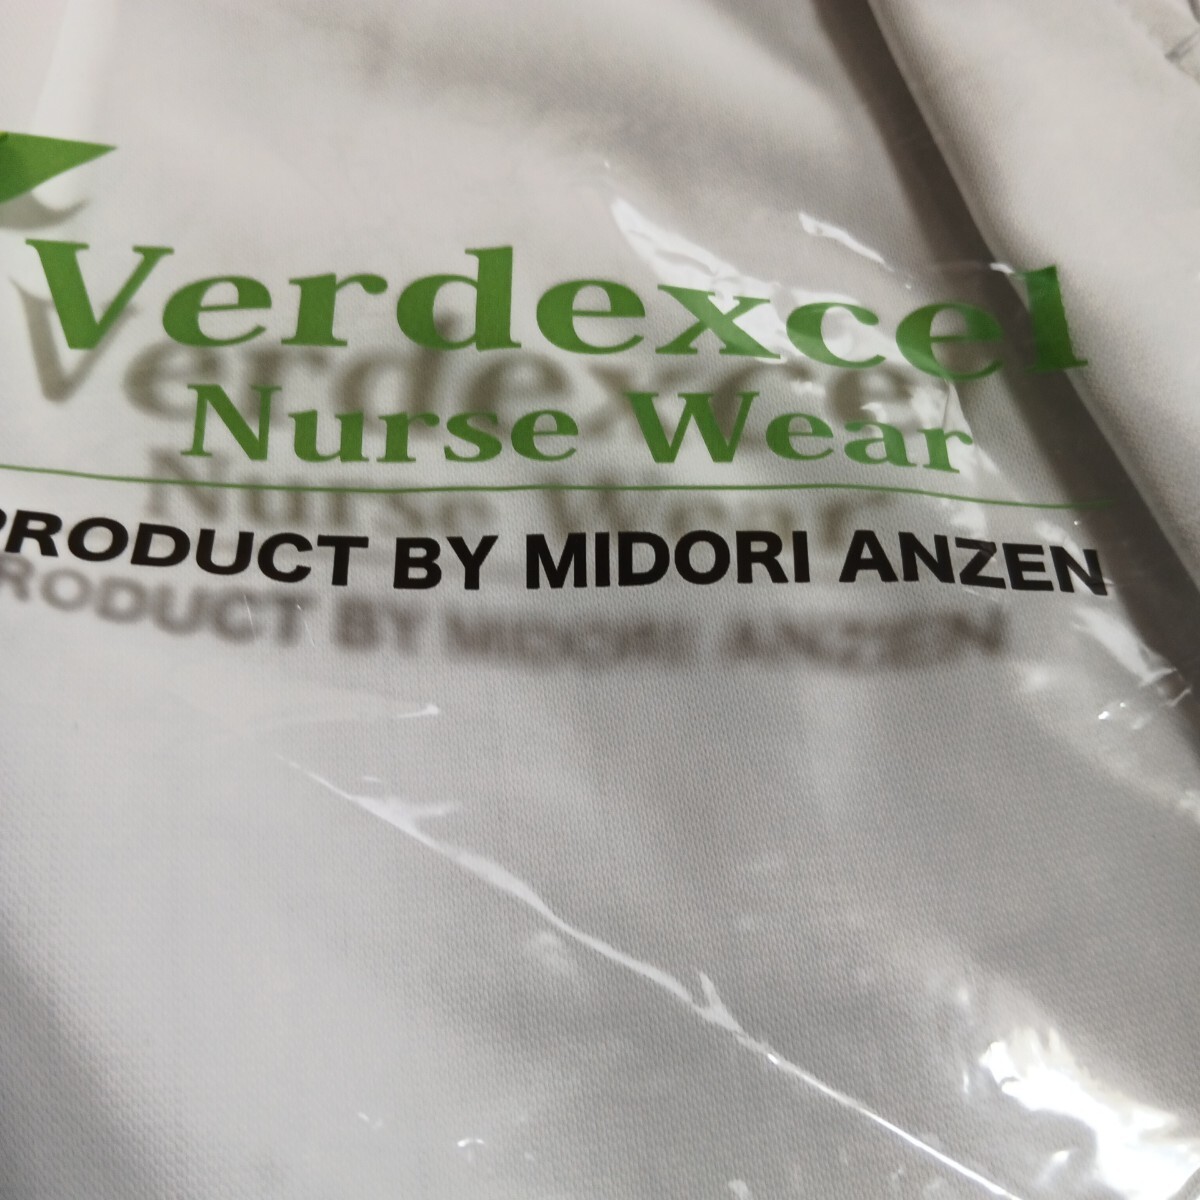 Verdexcel
Nurse Wear
PRODUCT BY MIDORI ANZEN